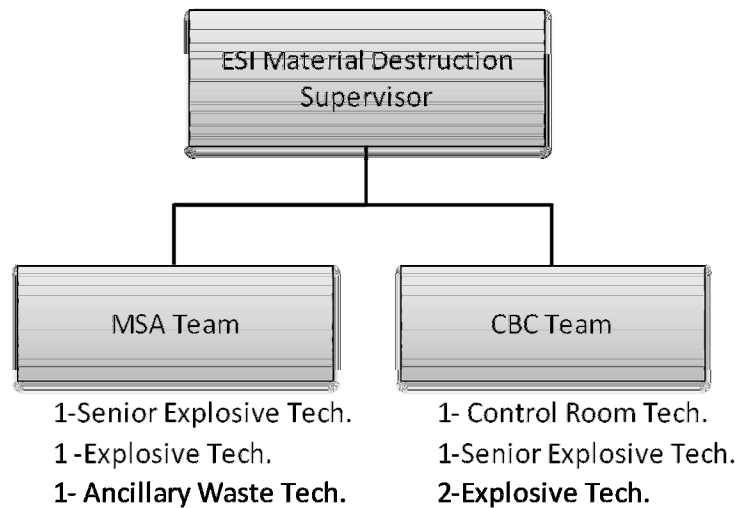 ESI Material Destruction
Supervisor
MSA Team
CBC Team
1-Senior Explosive Tech.
1 -Explosive Tech.
1- Ancillary Waste Tech.
1- Control Room Tech.
1-Senior Explosive Tech.
2-Explosive Tech.